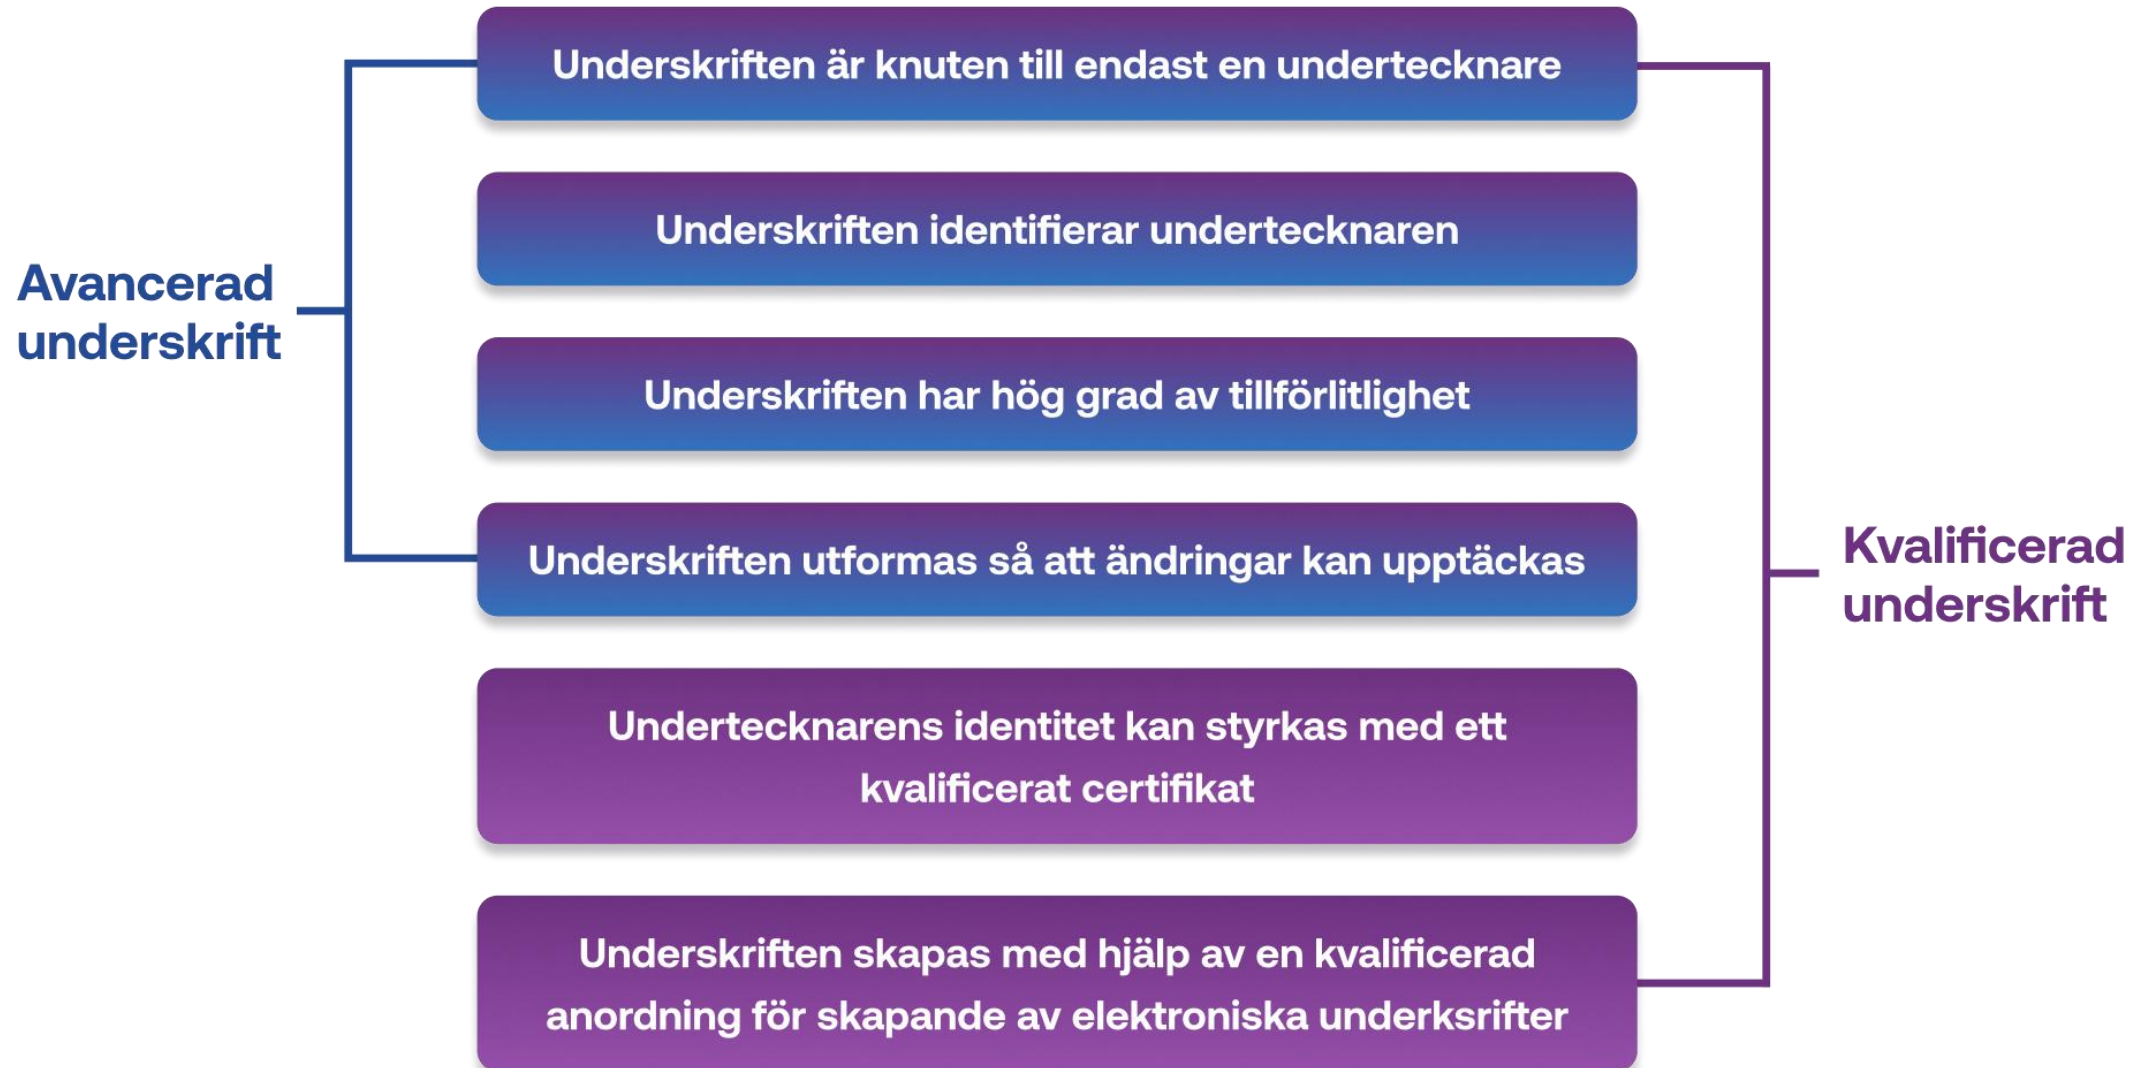 Underskriften är knuten till endast en undertecknare
Underskriften identifierar undertecknaren
Avancerad
underskrift
Underskriften har hög grad av tillförlitlighet
Underskriften utformas så att ändringar kan upptäckas
Kvalificerad
underskrift
Undertecknarens identitet kan styrkas med ett
kvalificerat certifikat
Underskriften skapas med hjälp av en kvalificerad
anordning för skapande av elektroniska underksrifter